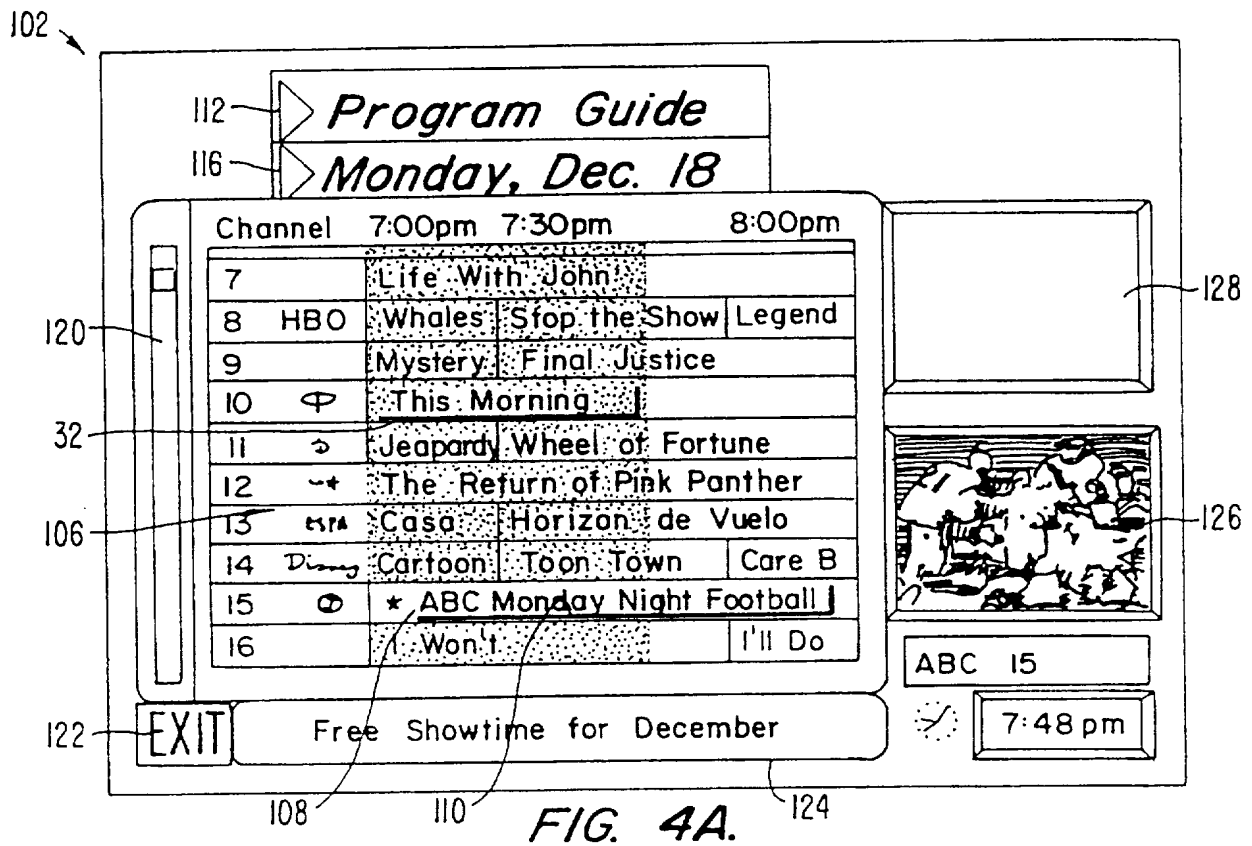 102
112 Program Guide
116 Monday, Dec. 18
Channel 7:00pm 7:30pm 8:00pm
7 Life With John
8 HBO Whales Stop the Show Legend
9 Mystery Final Justice
10 This Morning
11 Jeapardy Wheel of Fortune
12 The Return of Pink Panther
13 ESPA Casa Horizon de Vuelo
14 Disney Cartoon Toon Town Care B
15 ★ ABC Monday Night Football
16 I Won't I'll Do
120
32
106
128
126
ABC 15
7:48pm
122 EXIT Free Showtime for December
108 110 124
FIG. 4A.